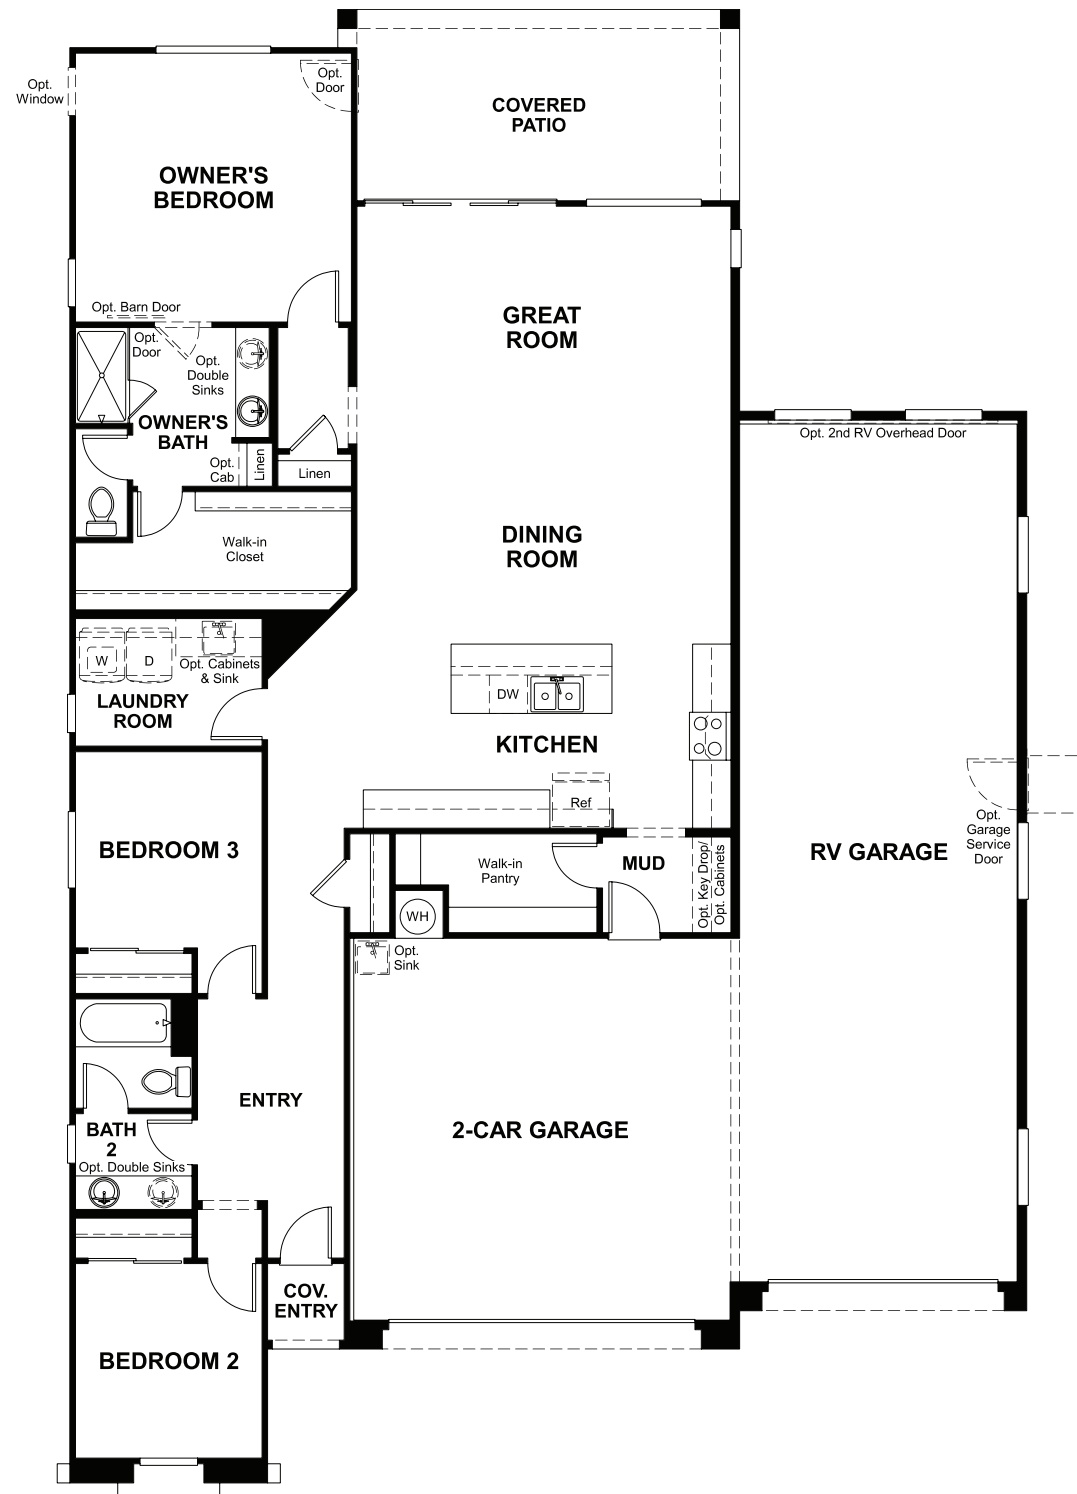 Opt.
Window
Opt.
Door
COVERED
PATIO
OWNER'S
BEDROOM
Opt. Barn Door
GREAT
ROOM
Opt.
Door
Opt.
Double
Sinks
OWNER'S
BATH
Opt.
Cab
Linen
Linen
Opt. 2nd RV Overhead Door
Walk-in
Closet
DINING
ROOM
W
D
Opt. Cabinets
& Sink
LAUNDRY
ROOM
DW
KITCHEN
Ref
BEDROOM 3
Walk-in
Pantry
MUD
Opt. Key Drop/
Opt. Cabinets
RV GARAGE
Opt.
Garage
Service
Door
WH
Opt.
Sink
ENTRY
2-CAR GARAGE
BATH
2
Opt. Double Sinks
COV.
ENTRY
BEDROOM 2